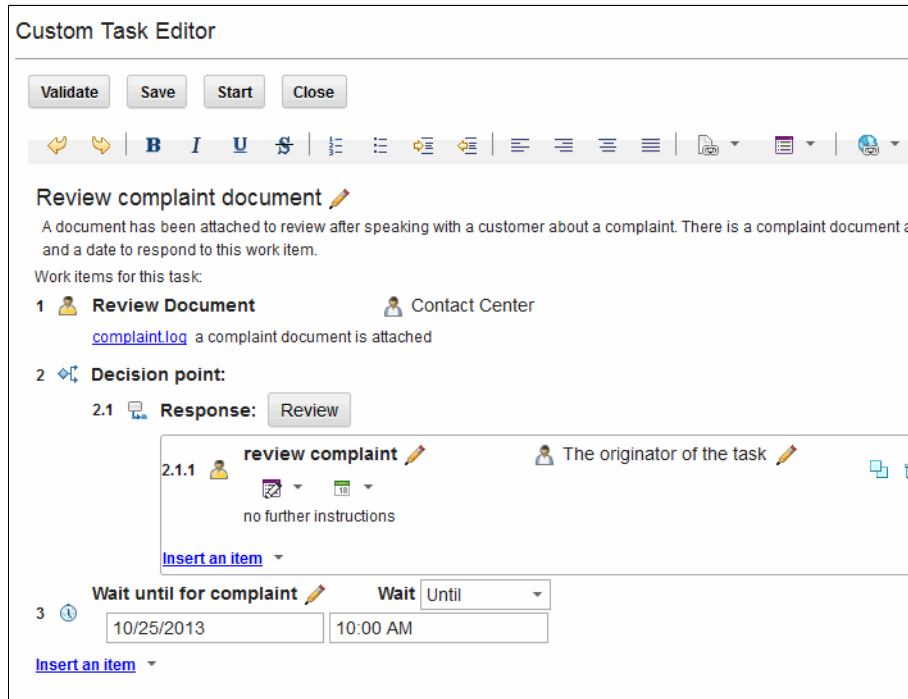 Custom Task Editor
Validate Save Start Close
B I U S
Review complaint document
A document has been attached to review after speaking with a customer about a complaint. There is a complaint document
and a date to respond to this work item.
Work items for this task:
1 Review Document Contact Center
complaint.log a complaint document is attached
2 Decision point:
2.1 Response: Review
2.1.1 review complaint The originator of the task
18
no further instructions
Insert an item
Wait until for complaint Wait Until
3 10/25/2013 10:00 AM
Insert an item